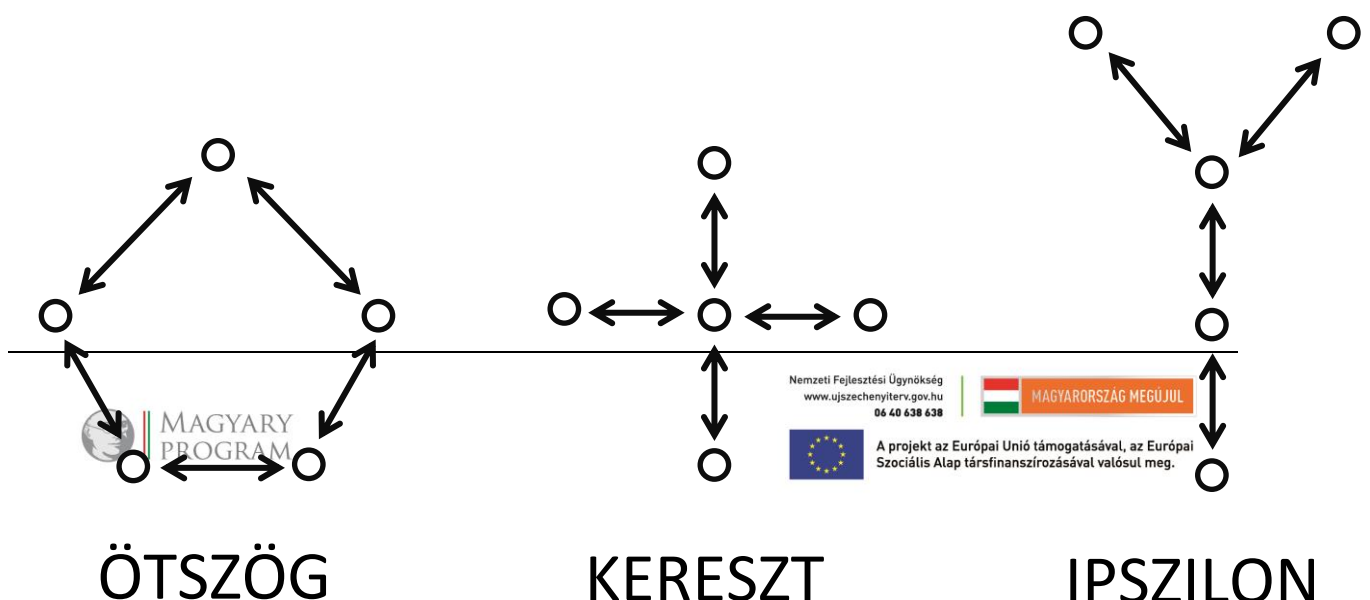 Nemzeti Fejlesztési Ügynökség
www.ujszechenyiterv.gov.hu
06 40 638 638
MAGYARORSZÁG MEGÚJUL
MAGYARY
PROGRAM
A projekt az Európai Unió támogatásával, az Európai
Szociális Alap társfinanszírozásával valósul meg.
ÖTSZÖG
KERESZT
IPSZILON